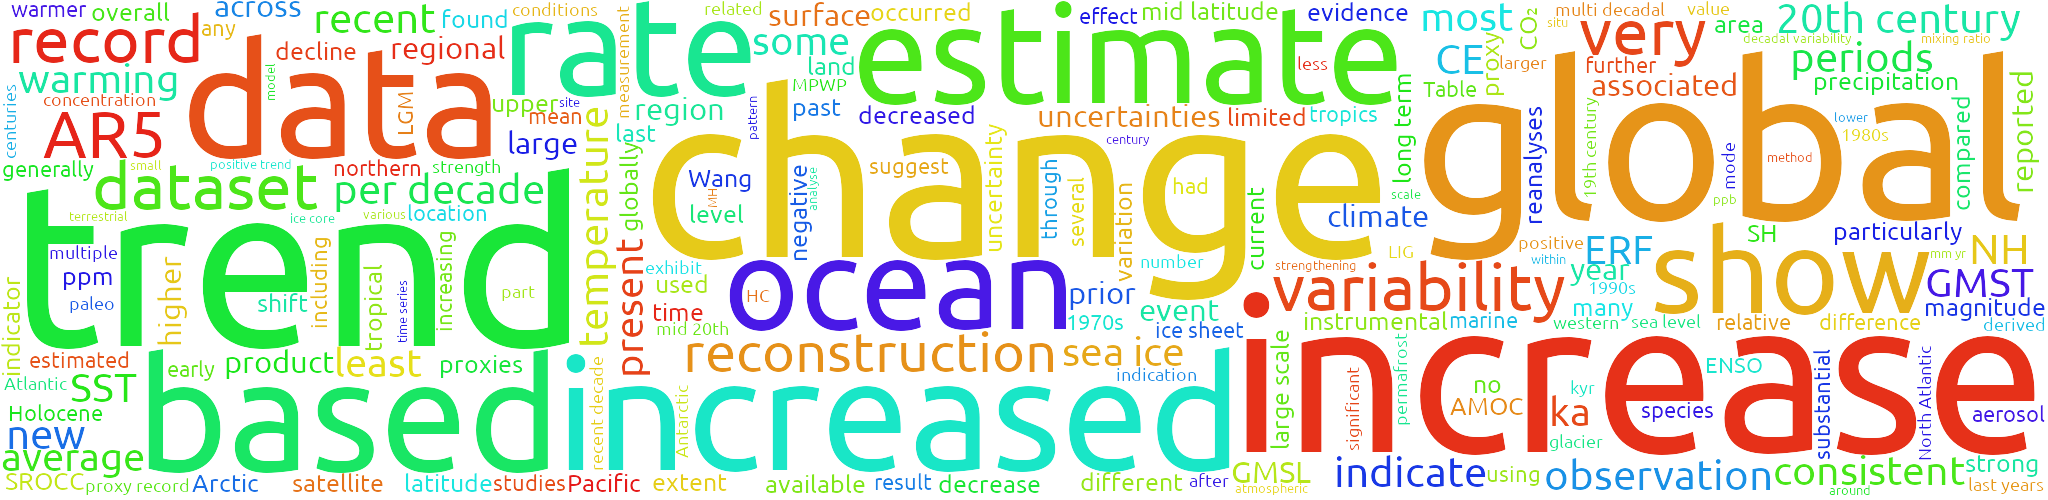 warmer
overall
across
recent
found
conditions
measurement
related
surface
occurred
effect
mid latitude
evidence
most
situ
multi decadal
value
area
20th century
record
any
decline
regional
data
rate
some
land
estimate
less
CE
proxy
CO₂
larger
very
further
decadal variability
mixing ratio
periods
warming
model
upper
site
mean
region
MPWP
past
decreased
uncertainties
limited
tropics
long term
Table
associated
precipitation
centuries
concentration
AR5
LGM
large
temperature
last
pattern
change
century
global
19th century
lower
1980s
compared
reported
generally
small
positive trend
northern
strength
globally
Wang
level
MH
negative
analyse
suggest
uncertainty
through
several
had
current
scale
climate
reanalyses
mode
ppb
method
dataset
per decade
terrestrial
ice core
various
location
trend
multiple
ppm
paleo
indicator
higher
shift
including
tropical
time series
increasing
part
present
exhibit
used
time
mid 20th
HC
ocean
prior
1970s
number
variation
event
ice sheet
strengthening
LIG
variability
positive
within
ERF
year
1990s
many
SH
show
particularly
NH
mm yr
GMST
magnitude
derived
instrumental
marine
western
sea level
relative
difference
estimated
Atlantic
SST
early
product
least
proxies
reconstruction
sea ice
indication
increase
Holocene
new
average
SROCC
proxy record
based
increased
recent decade
Antarctic
large scale
significant
permafrost
no
AMOC
ENSO
kyr
ka
glacier
species
substantial
North Atlantic
aerosol
Arctic
satellite
latitude
studies
Pacific
extent
available
result
decrease
different
after
GMSL
atmospheric
indicate
using
observation
consistent
around
strong
last years